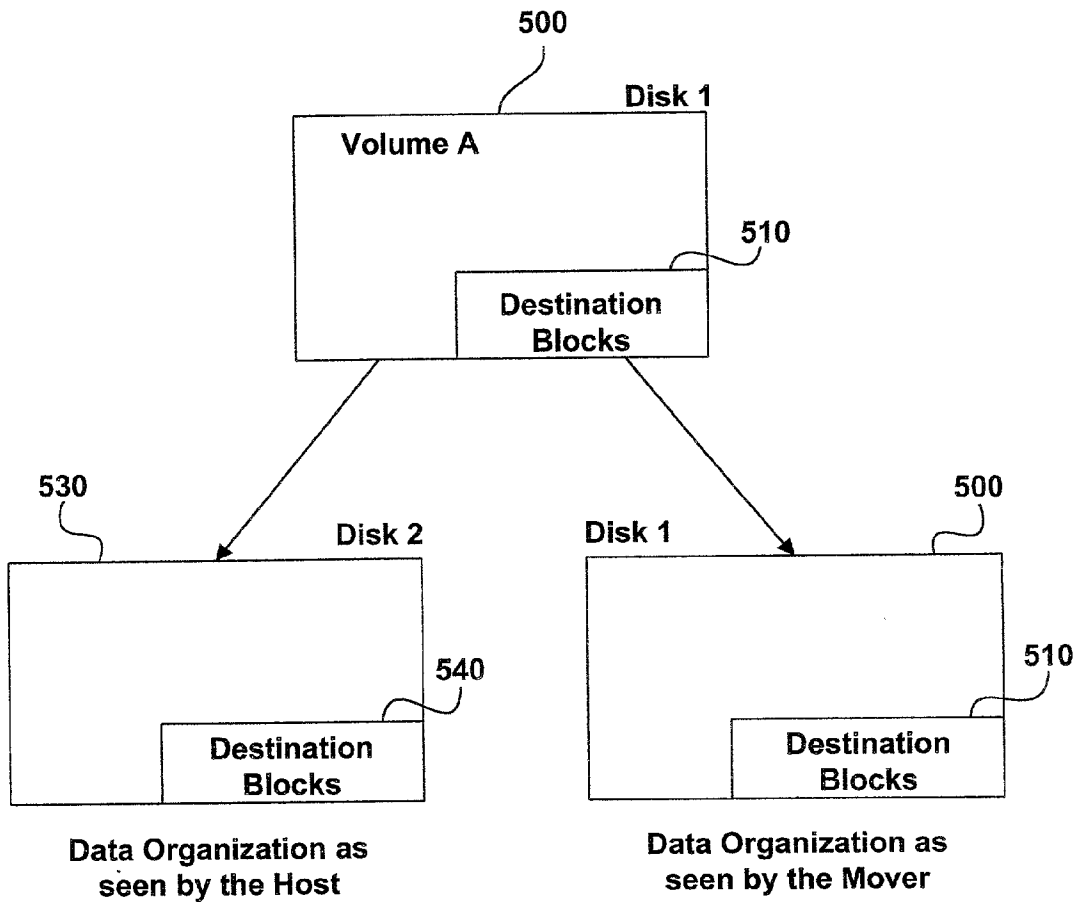 500
Disk 1
Volume A
510
Destination
Blocks
530
Disk 2
540
Destination
Blocks
Data Organization as
seen by the Host
500
Disk 1
510
Destination
Blocks
Data Organization as
seen by the Mover